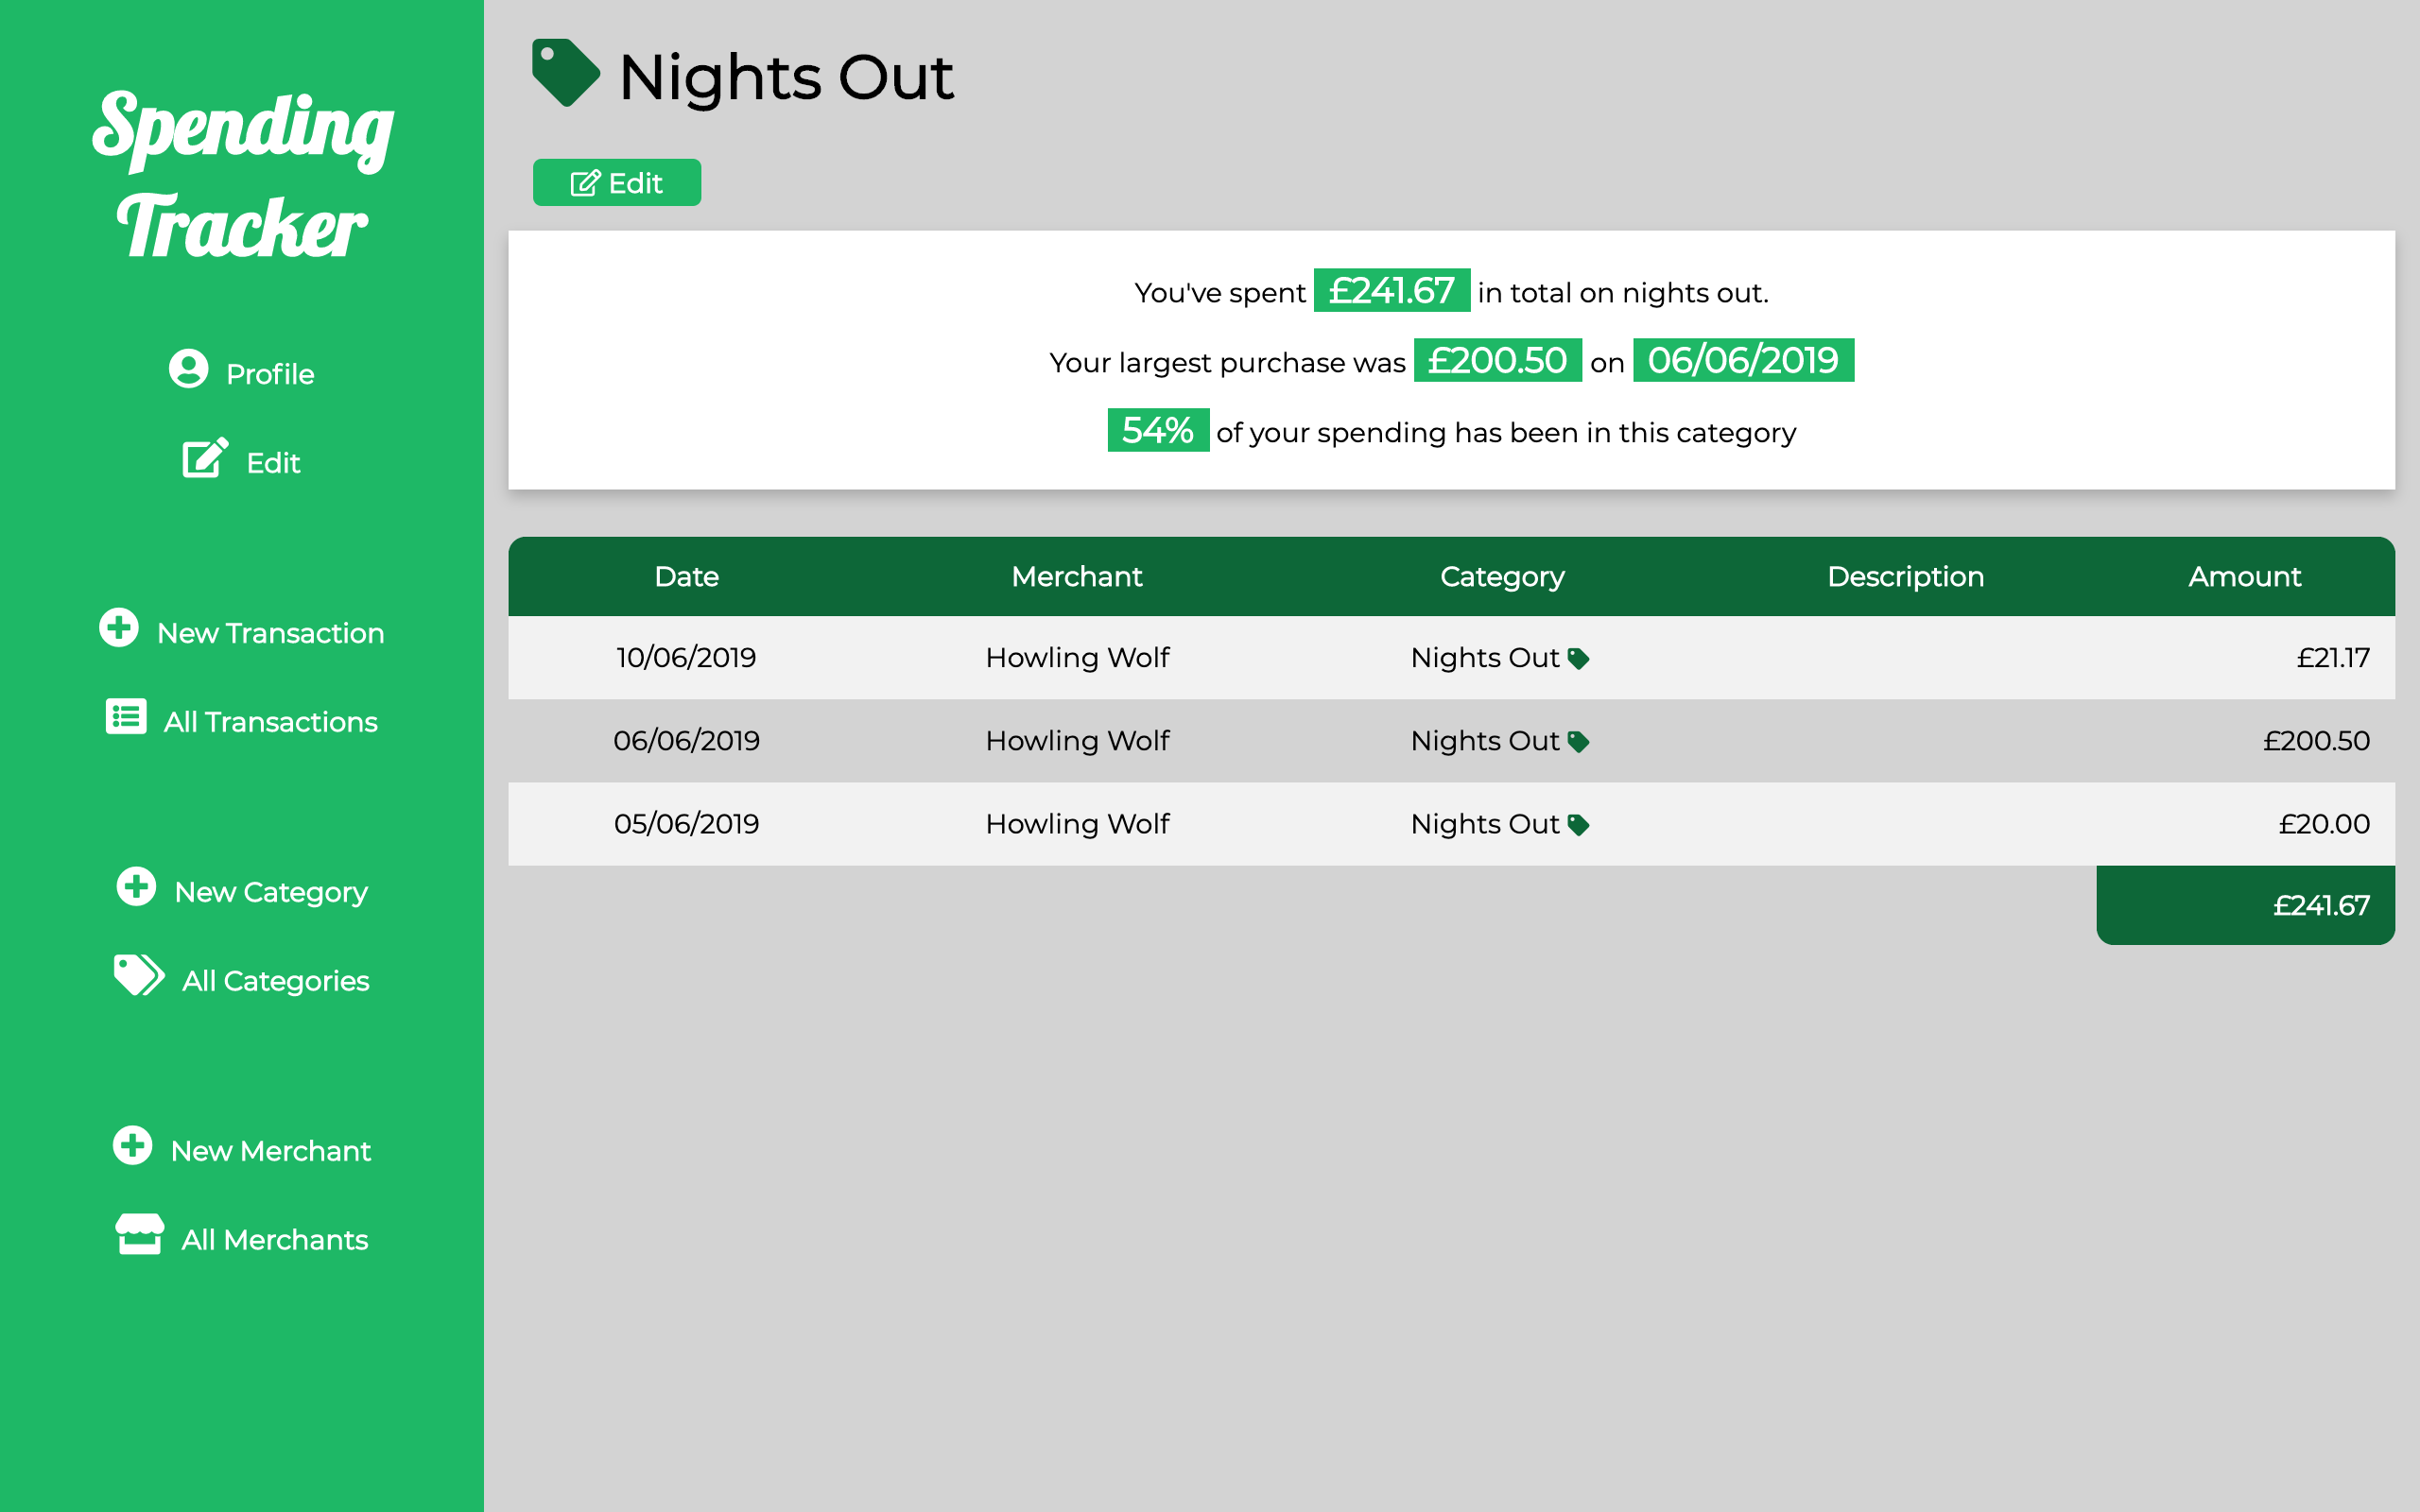 Spending
Tracker
Profile
Edit
New Transaction
All Transactions
New Category
All Categories
New Merchant
All Merchants
Nights Out
Edit
You've spent £241.67 in total on nights out.
Your largest purchase was £200.50 on 06/06/2019
54% of your spending has been in this category
Date Merchant Category Description Amount
10/06/2019 Howling Wolf Nights Out £21.17
06/06/2019 Howling Wolf Nights Out £200.50
05/06/2019 Howling Wolf Nights Out £20.00
£241.67